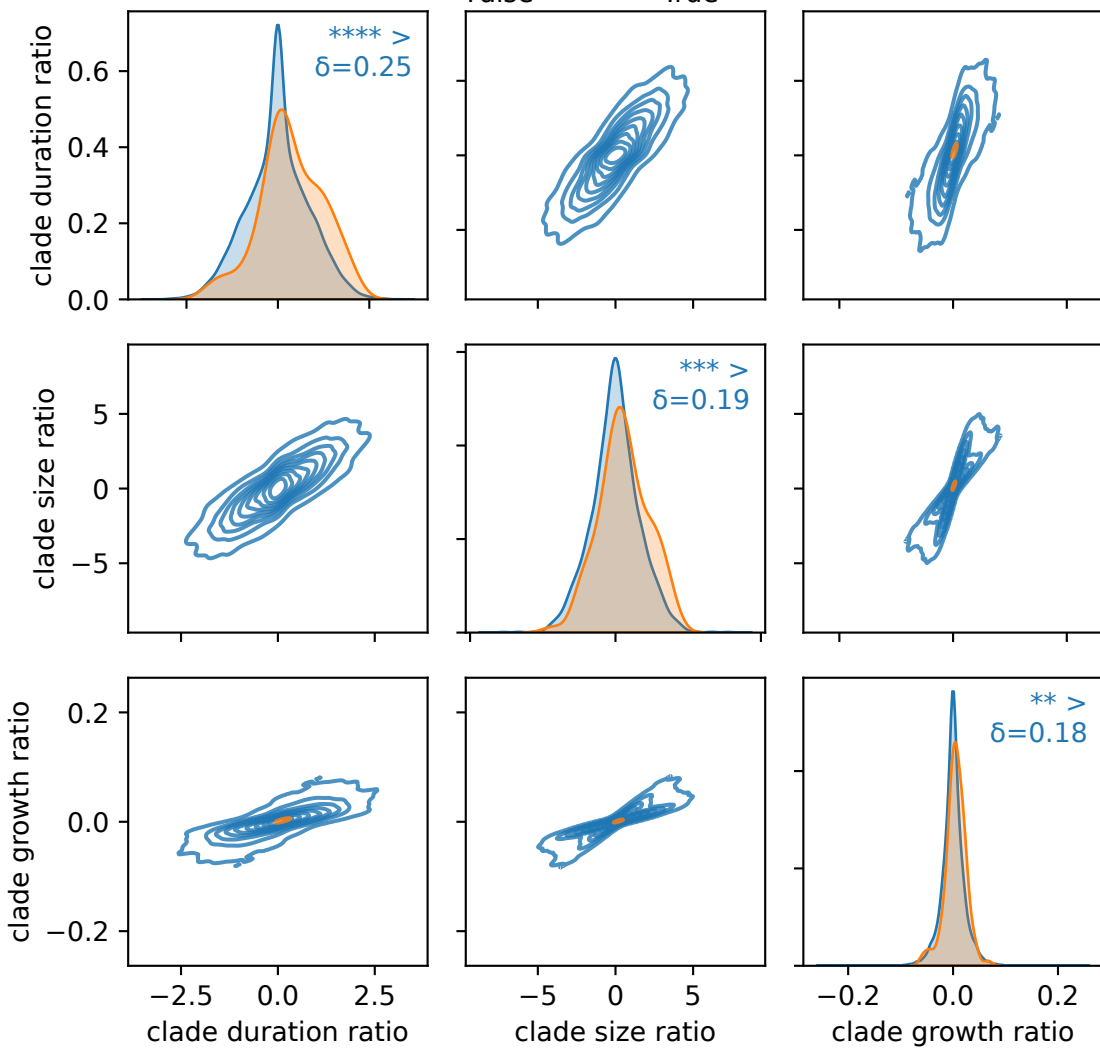 **** >
δ=0.25
clade duration ratio
0.6
0.4
0.2
0.0
*** >
δ=0.19
clade size ratio
5
0
−5
** >
δ=0.18
clade growth ratio
0.2
0.0
−0.2
−2.5 0.0 2.5 −5 0 5 −0.2 0.0 0.2
clade duration ratio clade size ratio clade growth ratio